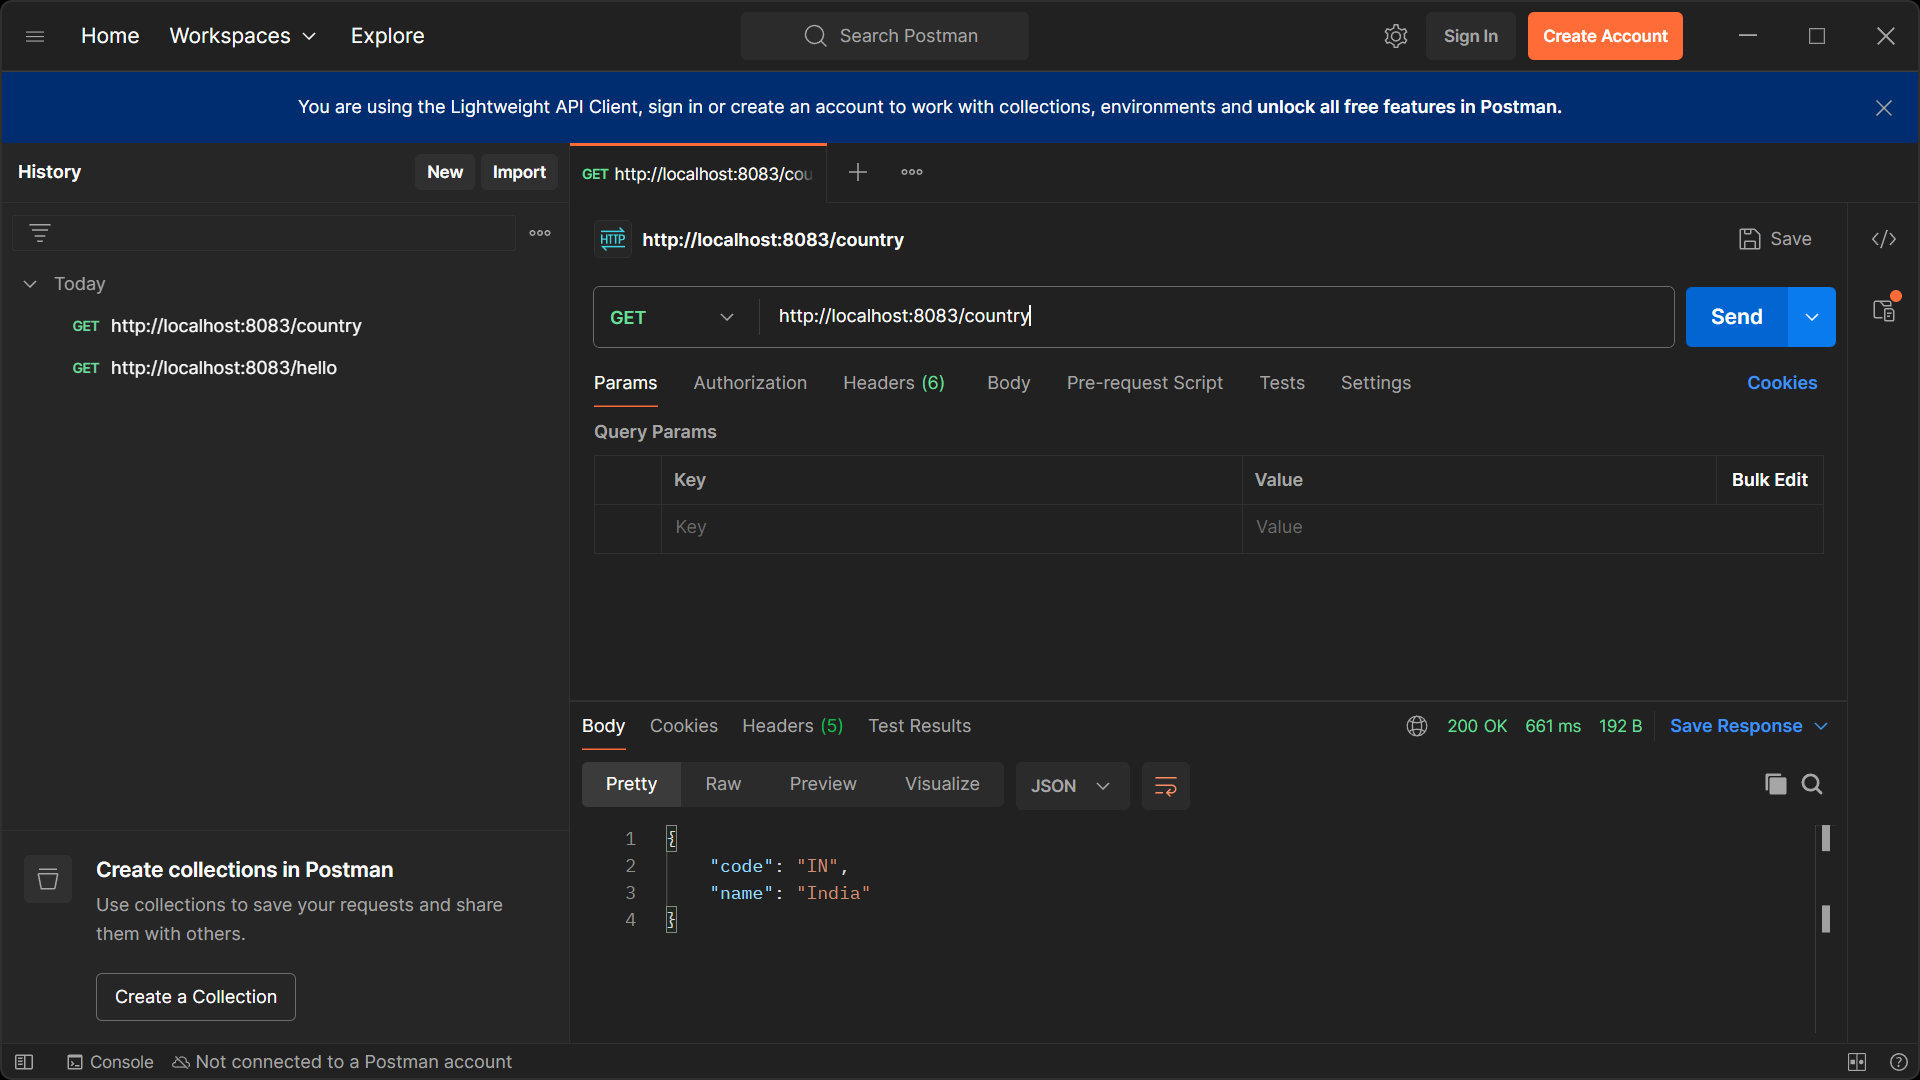 Home Workspaces Explore
Search Postman
Sign In Create Account
You are using the Lightweight API Client, sign in or create an account to work with collections, environments and unlock all free features in Postman.
History New Import
Today
GET http://localhost:8083/country
GET http://localhost:8083/hello
Create collections in Postman
Use collections to save your requests and share
them with others.
Create a Collection
GET http://localhost:8083/cou
HTTP http://localhost:8083/country
Save
GET http://localhost:8083/country
Send
Params Authorization Headers (6) Body Pre-request Script Tests Settings Cookies
Query Params
Key Value Bulk Edit
Key Value
Body Cookies Headers (5) Test Results 200 OK 661 ms 192 B Save Response
Pretty Raw Preview Visualize JSON
1 {
2 "code": "IN",
3 "name": "India"
4 }
Console Not connected to a Postman account